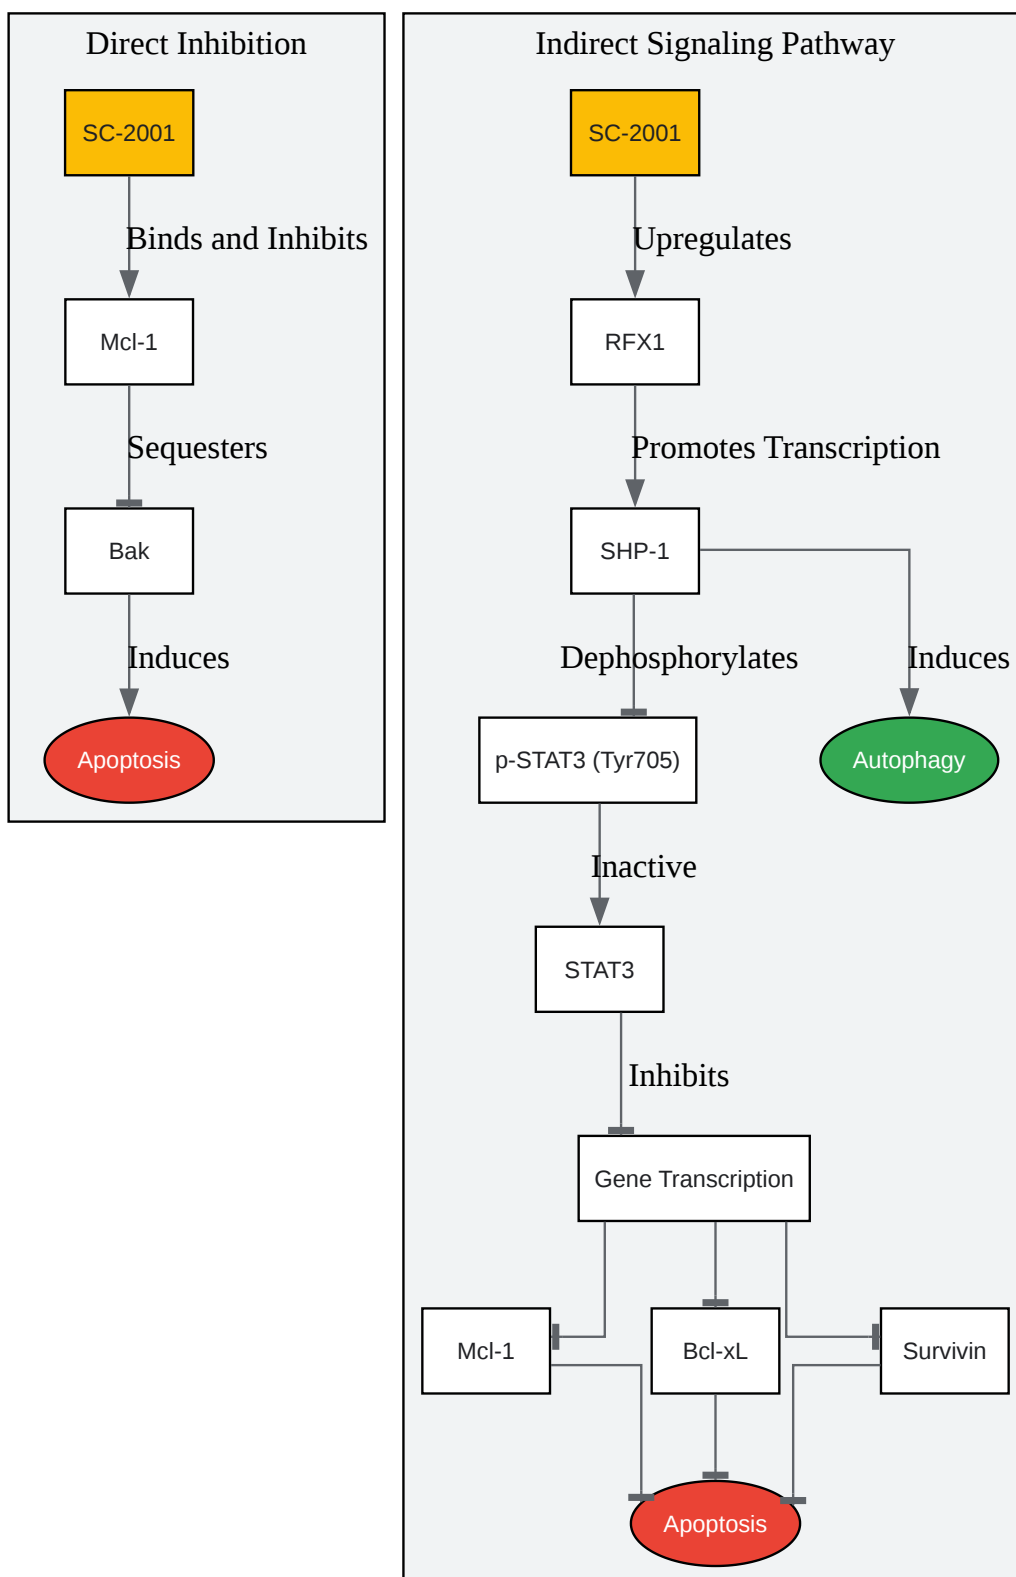 Direct Inhibition
SC-2001
Binds and Inhibits
Mcl-1
Sequesters
Bak
Induces
Apoptosis
Indirect Signaling Pathway
SC-2001
Upregulates
RFX1
Promotes Transcription
SHP-1
Dephosphorylates
Induces
p-STAT3 (Tyr705)
Autophagy
Inactive
STAT3
Inhibits
Gene Transcription
Mcl-1
Bcl-xL
Survivin
Apoptosis